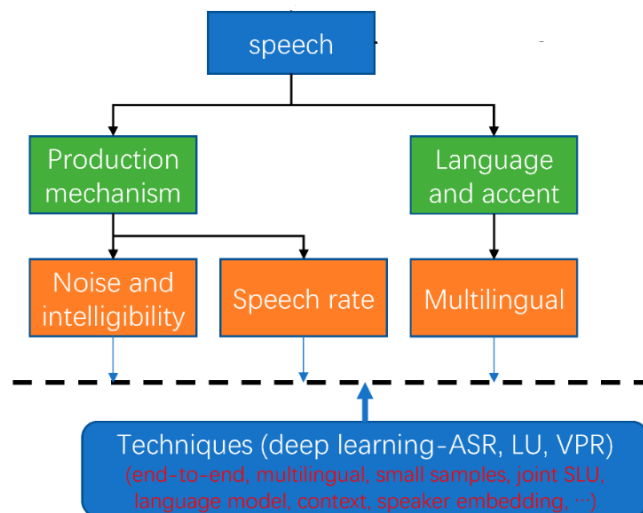 speech
Production
mechanism
Language
and accent
Noise and
intelligibility
Speech rate
Multilingual
Techniques (deep learning-ASR, LU, VPR)
(end-to-end, multilingual, small samples, joint SLU,
language model, context, speaker embedding, ···)